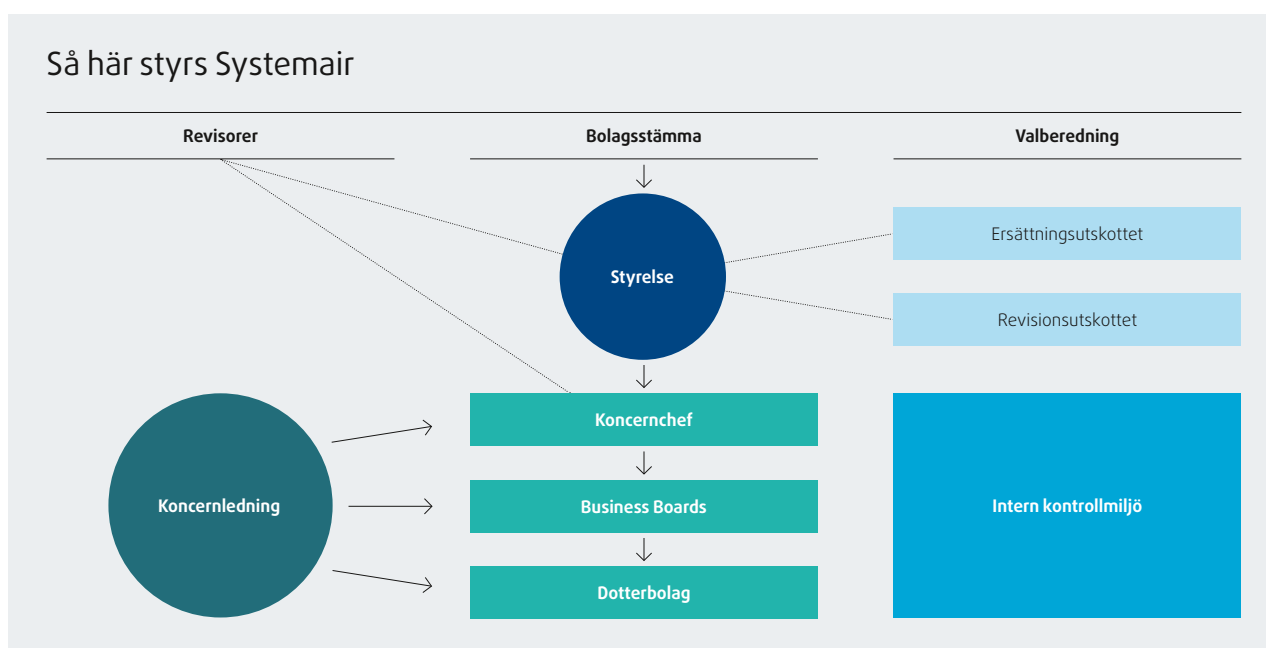 Så här styrs Systemair
Revisorer
Bolagsstämma
Valberedning
Styrelse
Ersättningsutskottet
Revisionsutskottet
Koncernledning
Koncernchef
Business Boards
Dotterbolag
Intern kontrollmiljö